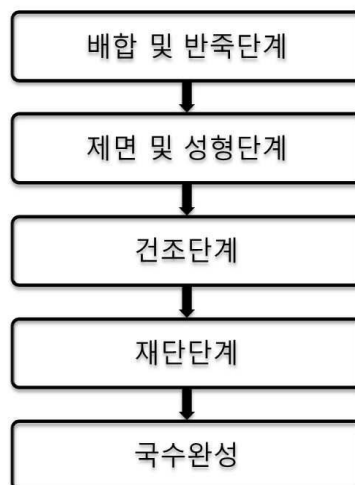 배합 및 반죽단계
제면 및 성형단계
건조단계
재단단계
국수완성